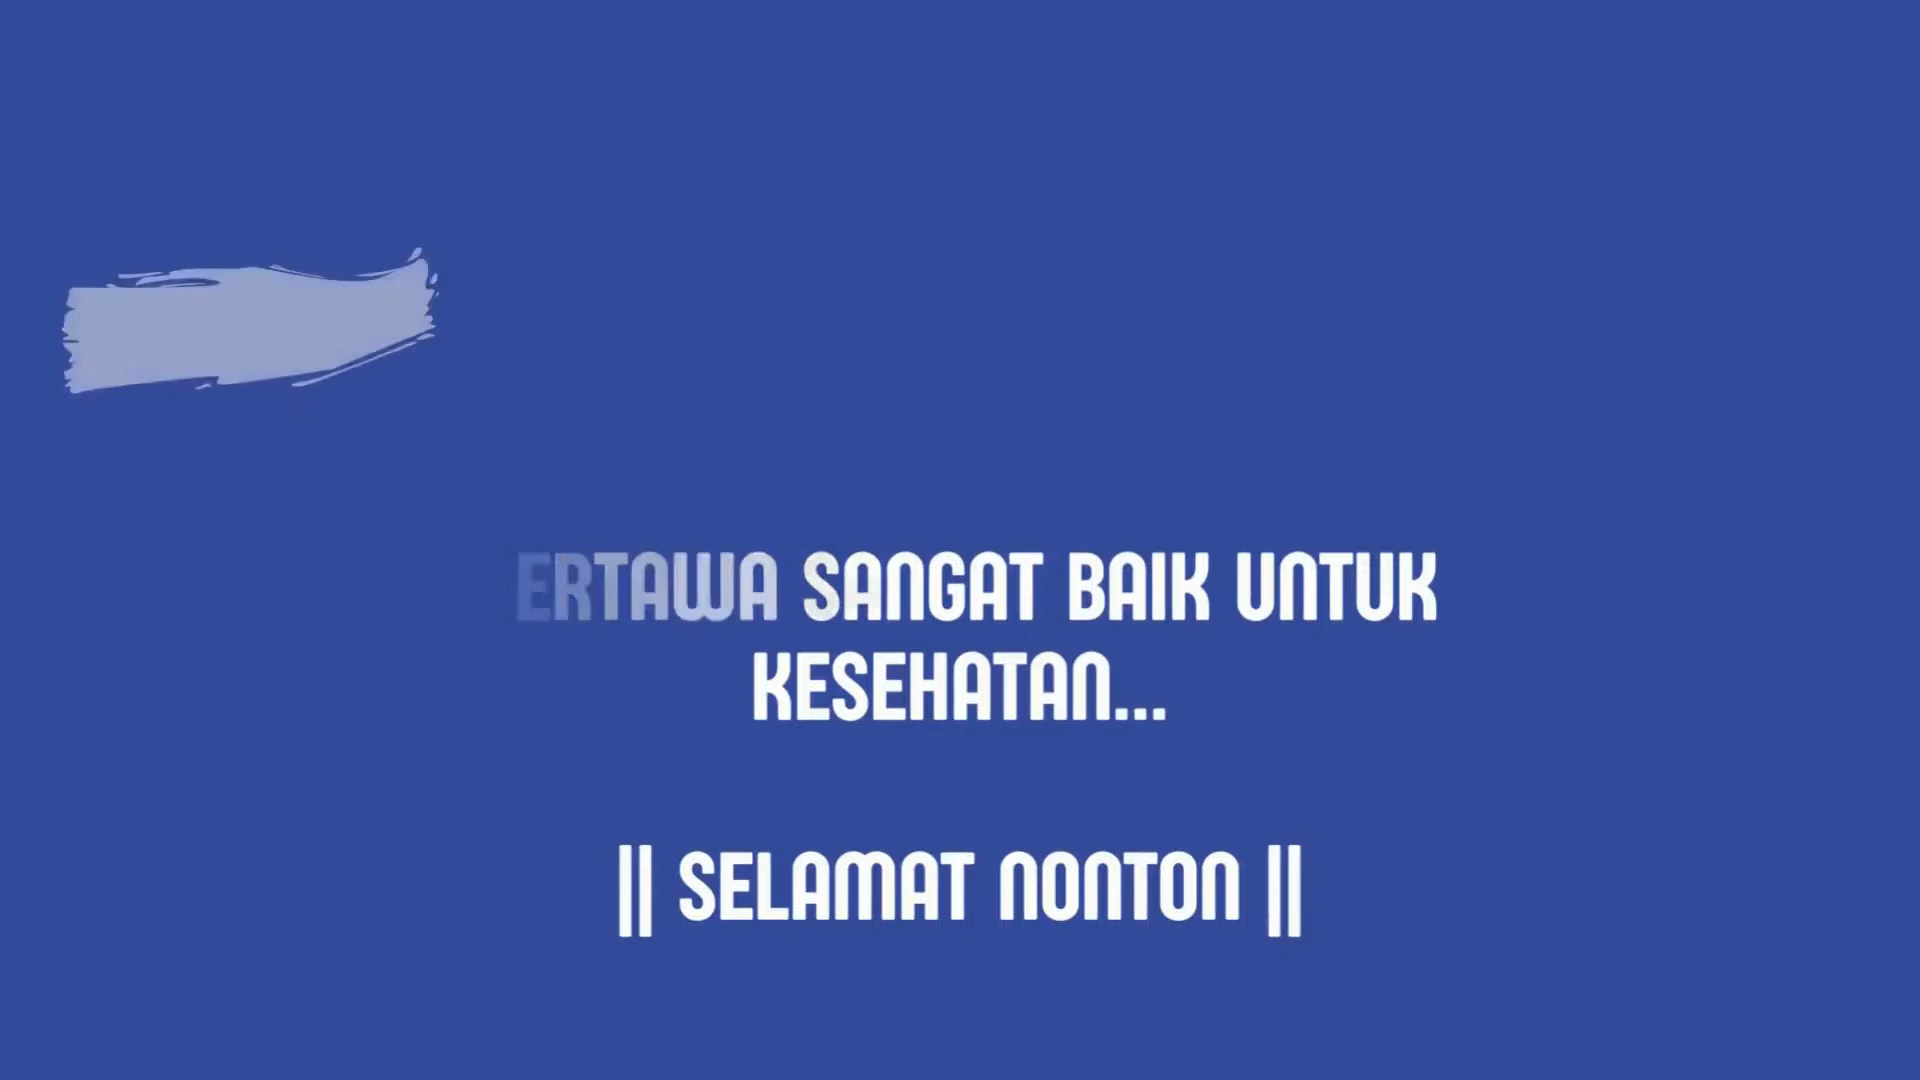 ERTAWA SANGAT BAIK UNTUK
KESEHATAN...
|| SELAMAT NONTON ||